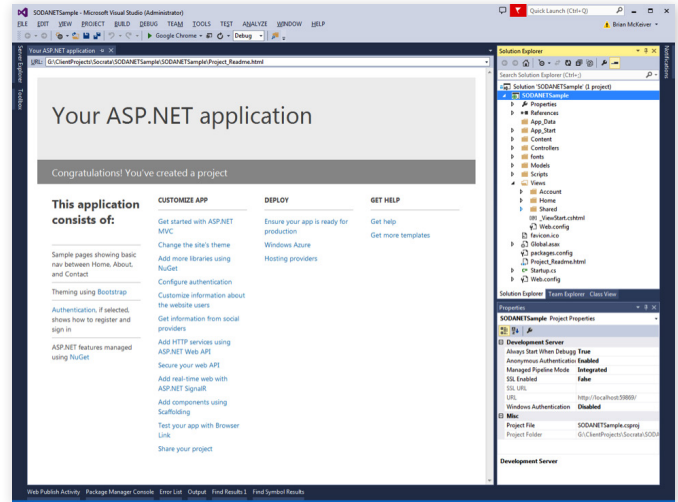 SODANETSample - Microsoft Visual Studio (Administrator)
Quick Launch (Ctrl+Q)
FILE EDIT VIEW PROJECT BUILD DEBUG TEAM TOOLS TEST ANALYZE WINDOW HELP
Brian McKeiver
Google Chrome Debug
Server Explorer
Toolbox
Notifications
Your ASP.NET application
URL: G:\ClientProjects\Socrata\SODANETSample\SODANETSample\Project_Readme.html
Your ASP.NET application
Congratulations! You've created a project
This application
consists of:
Sample pages showing basic
nav between Home, About,
and Contact
Theming using Bootstrap
Authentication, if selected,
shows how to register and
sign in
ASP.NET features managed
using NuGet
CUSTOMIZE APP
Get started with ASP.NET
MVC
Change the site's theme
Add more libraries using
NuGet
Configure authentication
Customize information about
the website users
Get information from social
providers
Add HTTP services using
ASP.NET Web API
Secure your web API
Add real-time web with
ASP.NET SignalR
Add components using
Scaffolding
Test your app with Browser
Link
Share your project
DEPLOY
Ensure your app is ready for
production
Windows Azure
Hosting providers
GET HELP
Get help
Get more templates
Solution Explorer
Search Solution Explorer (Ctrl+;)
Solution 'SODANETSample' (1 project)
SODANETSample
Properties
References
App_Data
App_Start
Content
Controllers
fonts
Models
Scripts
Views
Account
Home
Shared
_ViewStart.cshtml
Web.config
favicon.ico
Global.asax
packages.config
Project_Readme.html
Startup.cs
Web.config
Solution Explorer Team Explorer Class View
Properties
SODANETSample Project Properties
Development Server
Always Start When Debugg True
Anonymous Authenticatio Enabled
Managed Pipeline Mode Integrated
SSL Enabled False
SSL URL
URL http://localhost:59869/
Windows Authentication Disabled
Misc
Project File SODANETSample.csproj
Project Folder G:\ClientProjects\Socrata\SODA
Development Server
Web Publish Activity Package Manager Console Error List Output Find Results 1 Find Symbol Results